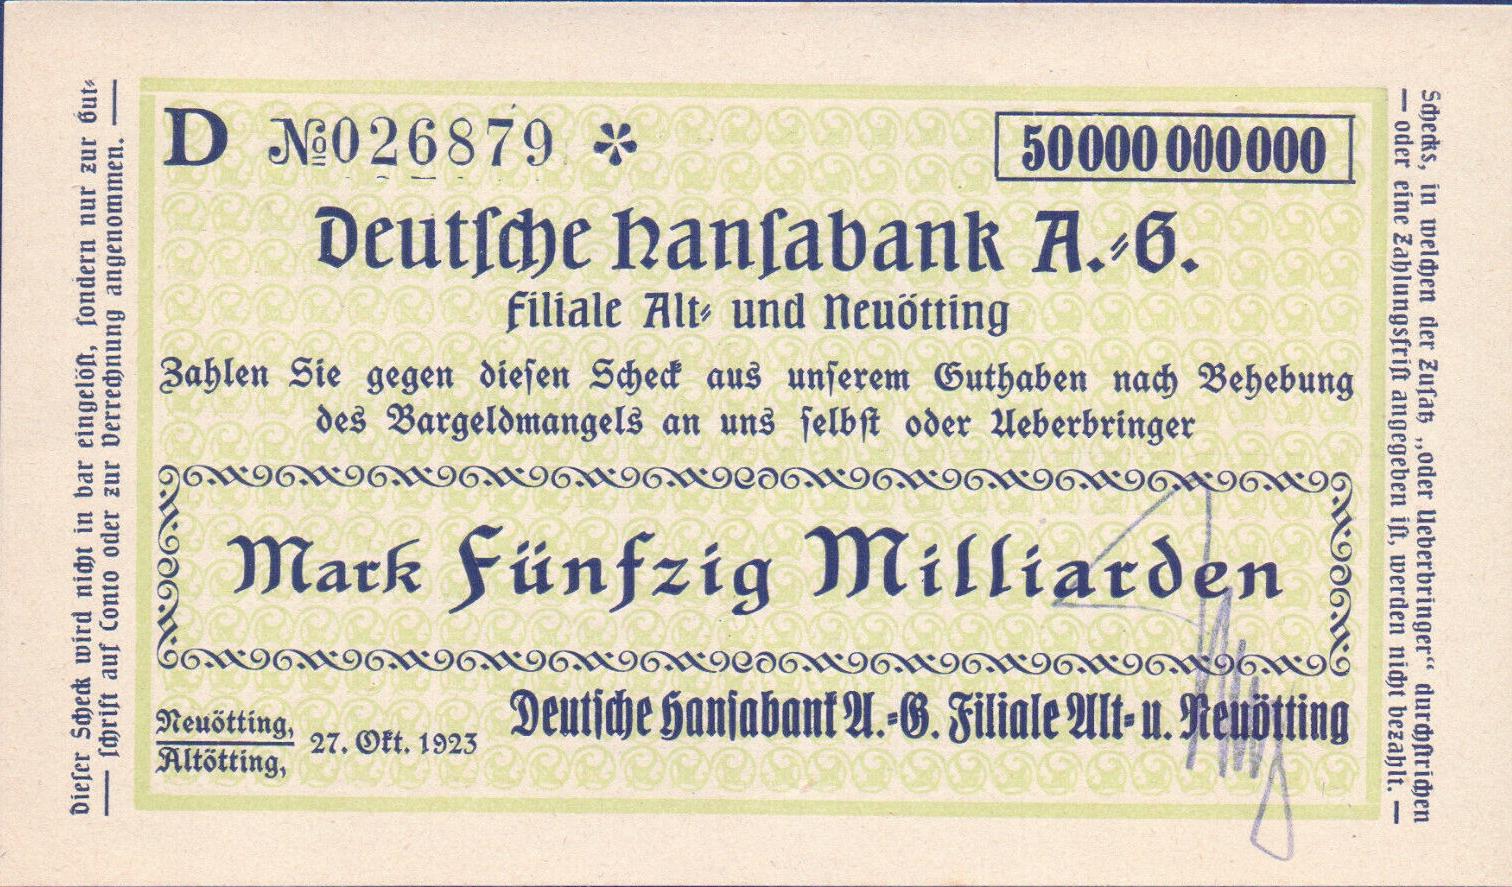 Dieser Scheck wird nicht in bar eingelöst, sondern nur zur Gut-
schrift auf Conto oder zur Verrechnung angenommen.
D №026879 *
50000000000
Deutsche Hansabank A.-G.
Filiale Alt- und Neuötting
Zahlen Sie gegen diesen Scheck aus unserem Guthaben nach Behebung
des Bargeldmangels an uns selbst oder Ueberbringer
Mark Fünfzig Milliarden
Neuötting,
Altötting,
27. Okt. 1923
Deutsche Hansabank A.-G. Filiale Alt- u. Neuötting
Schecks, in welchen der Zusatz „oder Ueberbringer“ durchstrichen
oder eine Zahlungsfrist angegeben ist, werden nicht bezahlt.